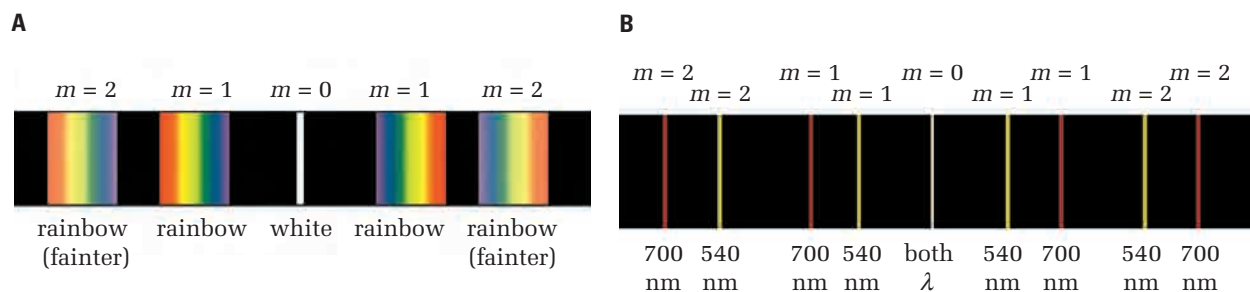 A
m = 2 m = 1 m = 0 m = 1 m = 2
rainbow rainbow white rainbow rainbow
(fainter) (fainter)
B
m = 2 m = 1 m = 0 m = 1 m = 2
m = 2 m = 1 m = 1 m = 2
700 540 700 540 both 540 700 540 700
nm nm nm nm λ nm nm nm nm